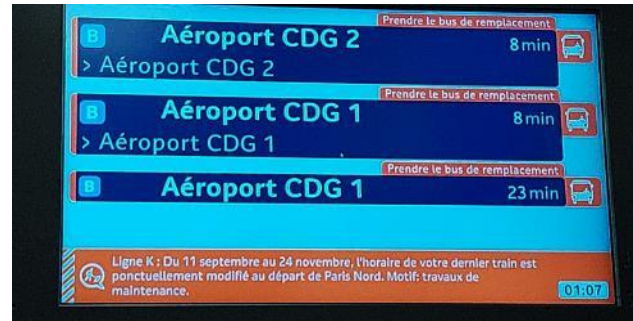 Prendre le bus de remplacement
B Aéroport CDG 2 8 min
> Aéroport CDG 2
Prendre le bus de remplacement
B Aéroport CDG 1 8 min
> Aéroport CDG 1
Prendre le bus de remplacement
B Aéroport CDG 1 23 min
Ligne K : Du 11 septembre au 24 novembre, l'horaire de votre dernier train est
ponctuellement modifié au départ de Paris Nord. Motif: travaux de
maintenance.
01:07